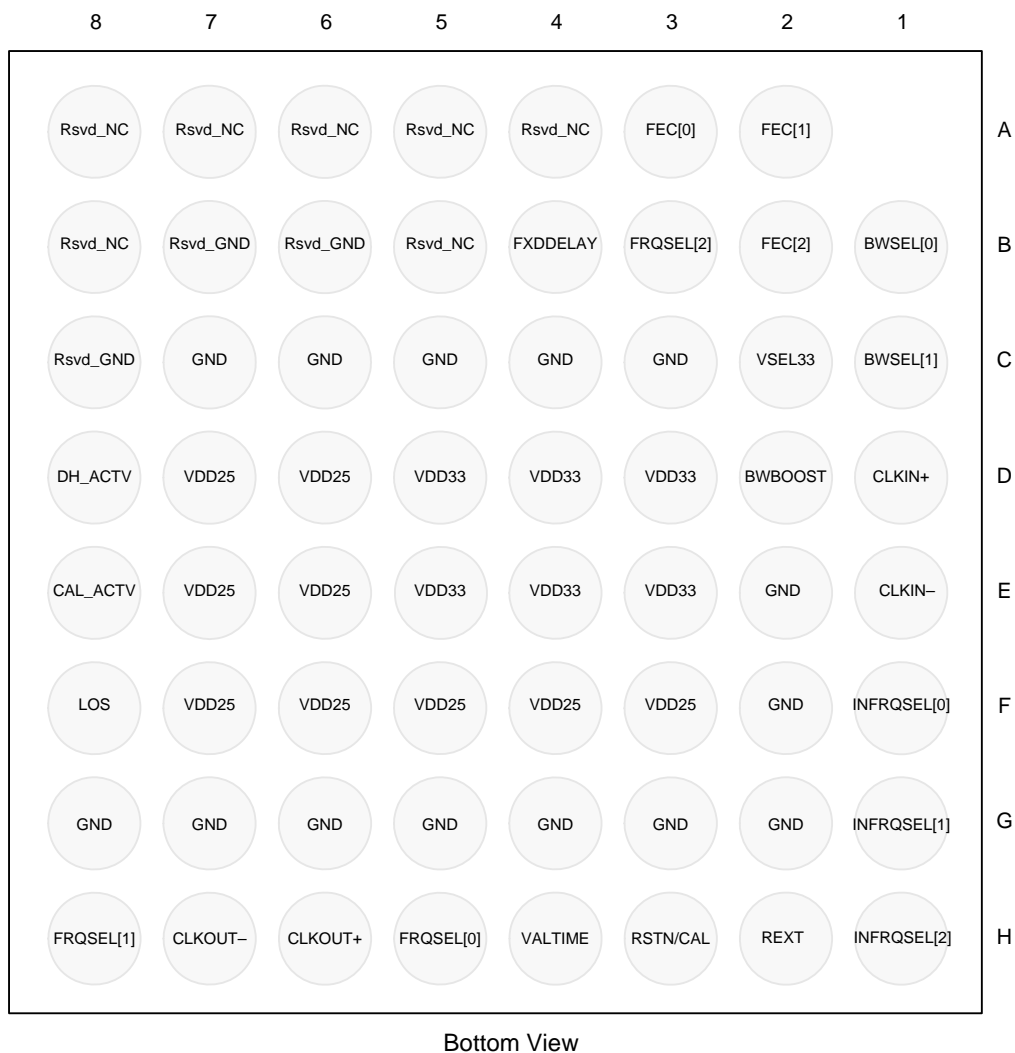 8 7 6 5 4 3 2 1
Rsvd_NC Rsvd_NC Rsvd_NC Rsvd_NC Rsvd_NC FEC[0] FEC[1] A
Rsvd_NC Rsvd_GND Rsvd_GND Rsvd_NC FXDDELAY FRQSEL[2] FEC[2] BWSEL[0] B
Rsvd_GND GND GND GND GND GND VSEL33 BWSEL[1] C
DH_ACTV VDD25 VDD25 VDD33 VDD33 VDD33 BWBOOST CLKIN+ D
CAL_ACTV VDD25 VDD25 VDD33 VDD33 VDD33 GND CLKIN– E
LOS VDD25 VDD25 VDD25 VDD25 VDD25 GND INFRQSEL[0] F
GND GND GND GND GND GND GND INFRQSEL[1] G
FRQSEL[1] CLKOUT– CLKOUT+ FRQSEL[0] VALTIME RSTN/CAL REXT INFRQSEL[2] H
Bottom View